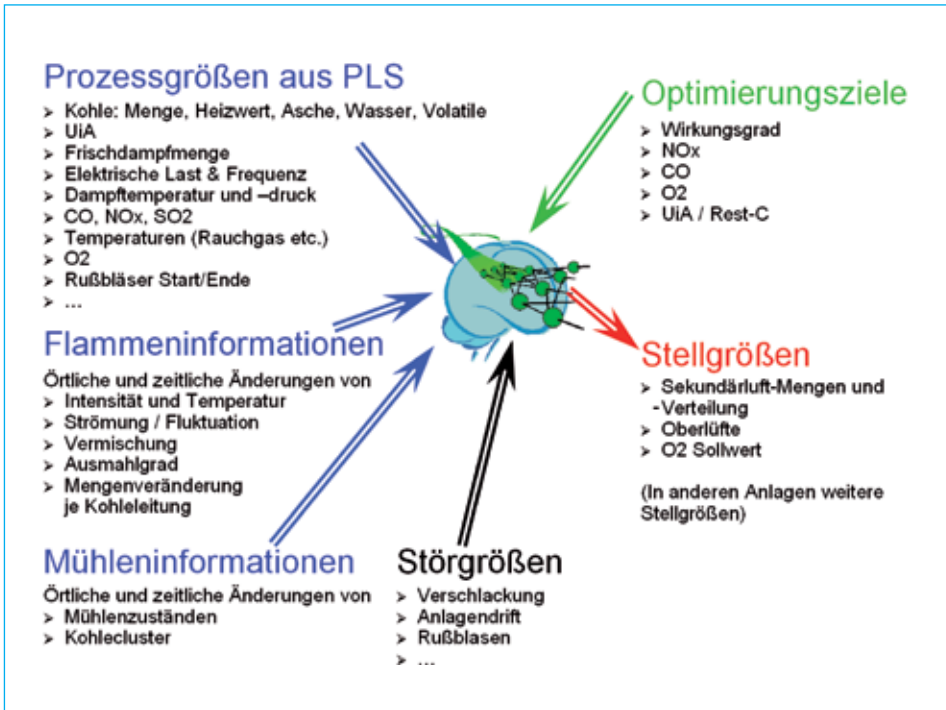 Prozessgrößen aus PLS
➢ Kohle: Menge, Heizwert, Asche, Wasser, Volatile
➢ UiA
➢ Frischdampfmenge
➢ Elektrische Last & Frequenz
➢ Dampftemperatur und –druck
➢ CO, NOx, SO2
➢ Temperaturen (Rauchgas etc.)
➢ O2
➢ Rußbläser Start/Ende
➢ ...
Flammeninformationen
Örtliche und zeitliche Änderungen von
➢ Intensität und Temperatur
➢ Strömung / Fluktuation
➢ Vermischung
➢ Ausmahlgrad
➢ Mengenveränderung
je Kohleleitung
Mühleninformationen
Örtliche und zeitliche Änderungen von
➢ Mühlenzuständen
➢ Kohlecluster
Störgrößen
➢ Verschlackung
➢ Anlagendrift
➢ Rußblasen
➢ ...
Optimierungsziele
➢ Wirkungsgrad
➢ NOx
➢ CO
➢ O2
➢ UiA / Rest-C
Stellgrößen
➢ Sekundärluft-Mengen und
-Verteilung
➢ Oberlüfte
➢ O2 Sollwert
(In anderen Anlagen weitere
Stellgrößen)